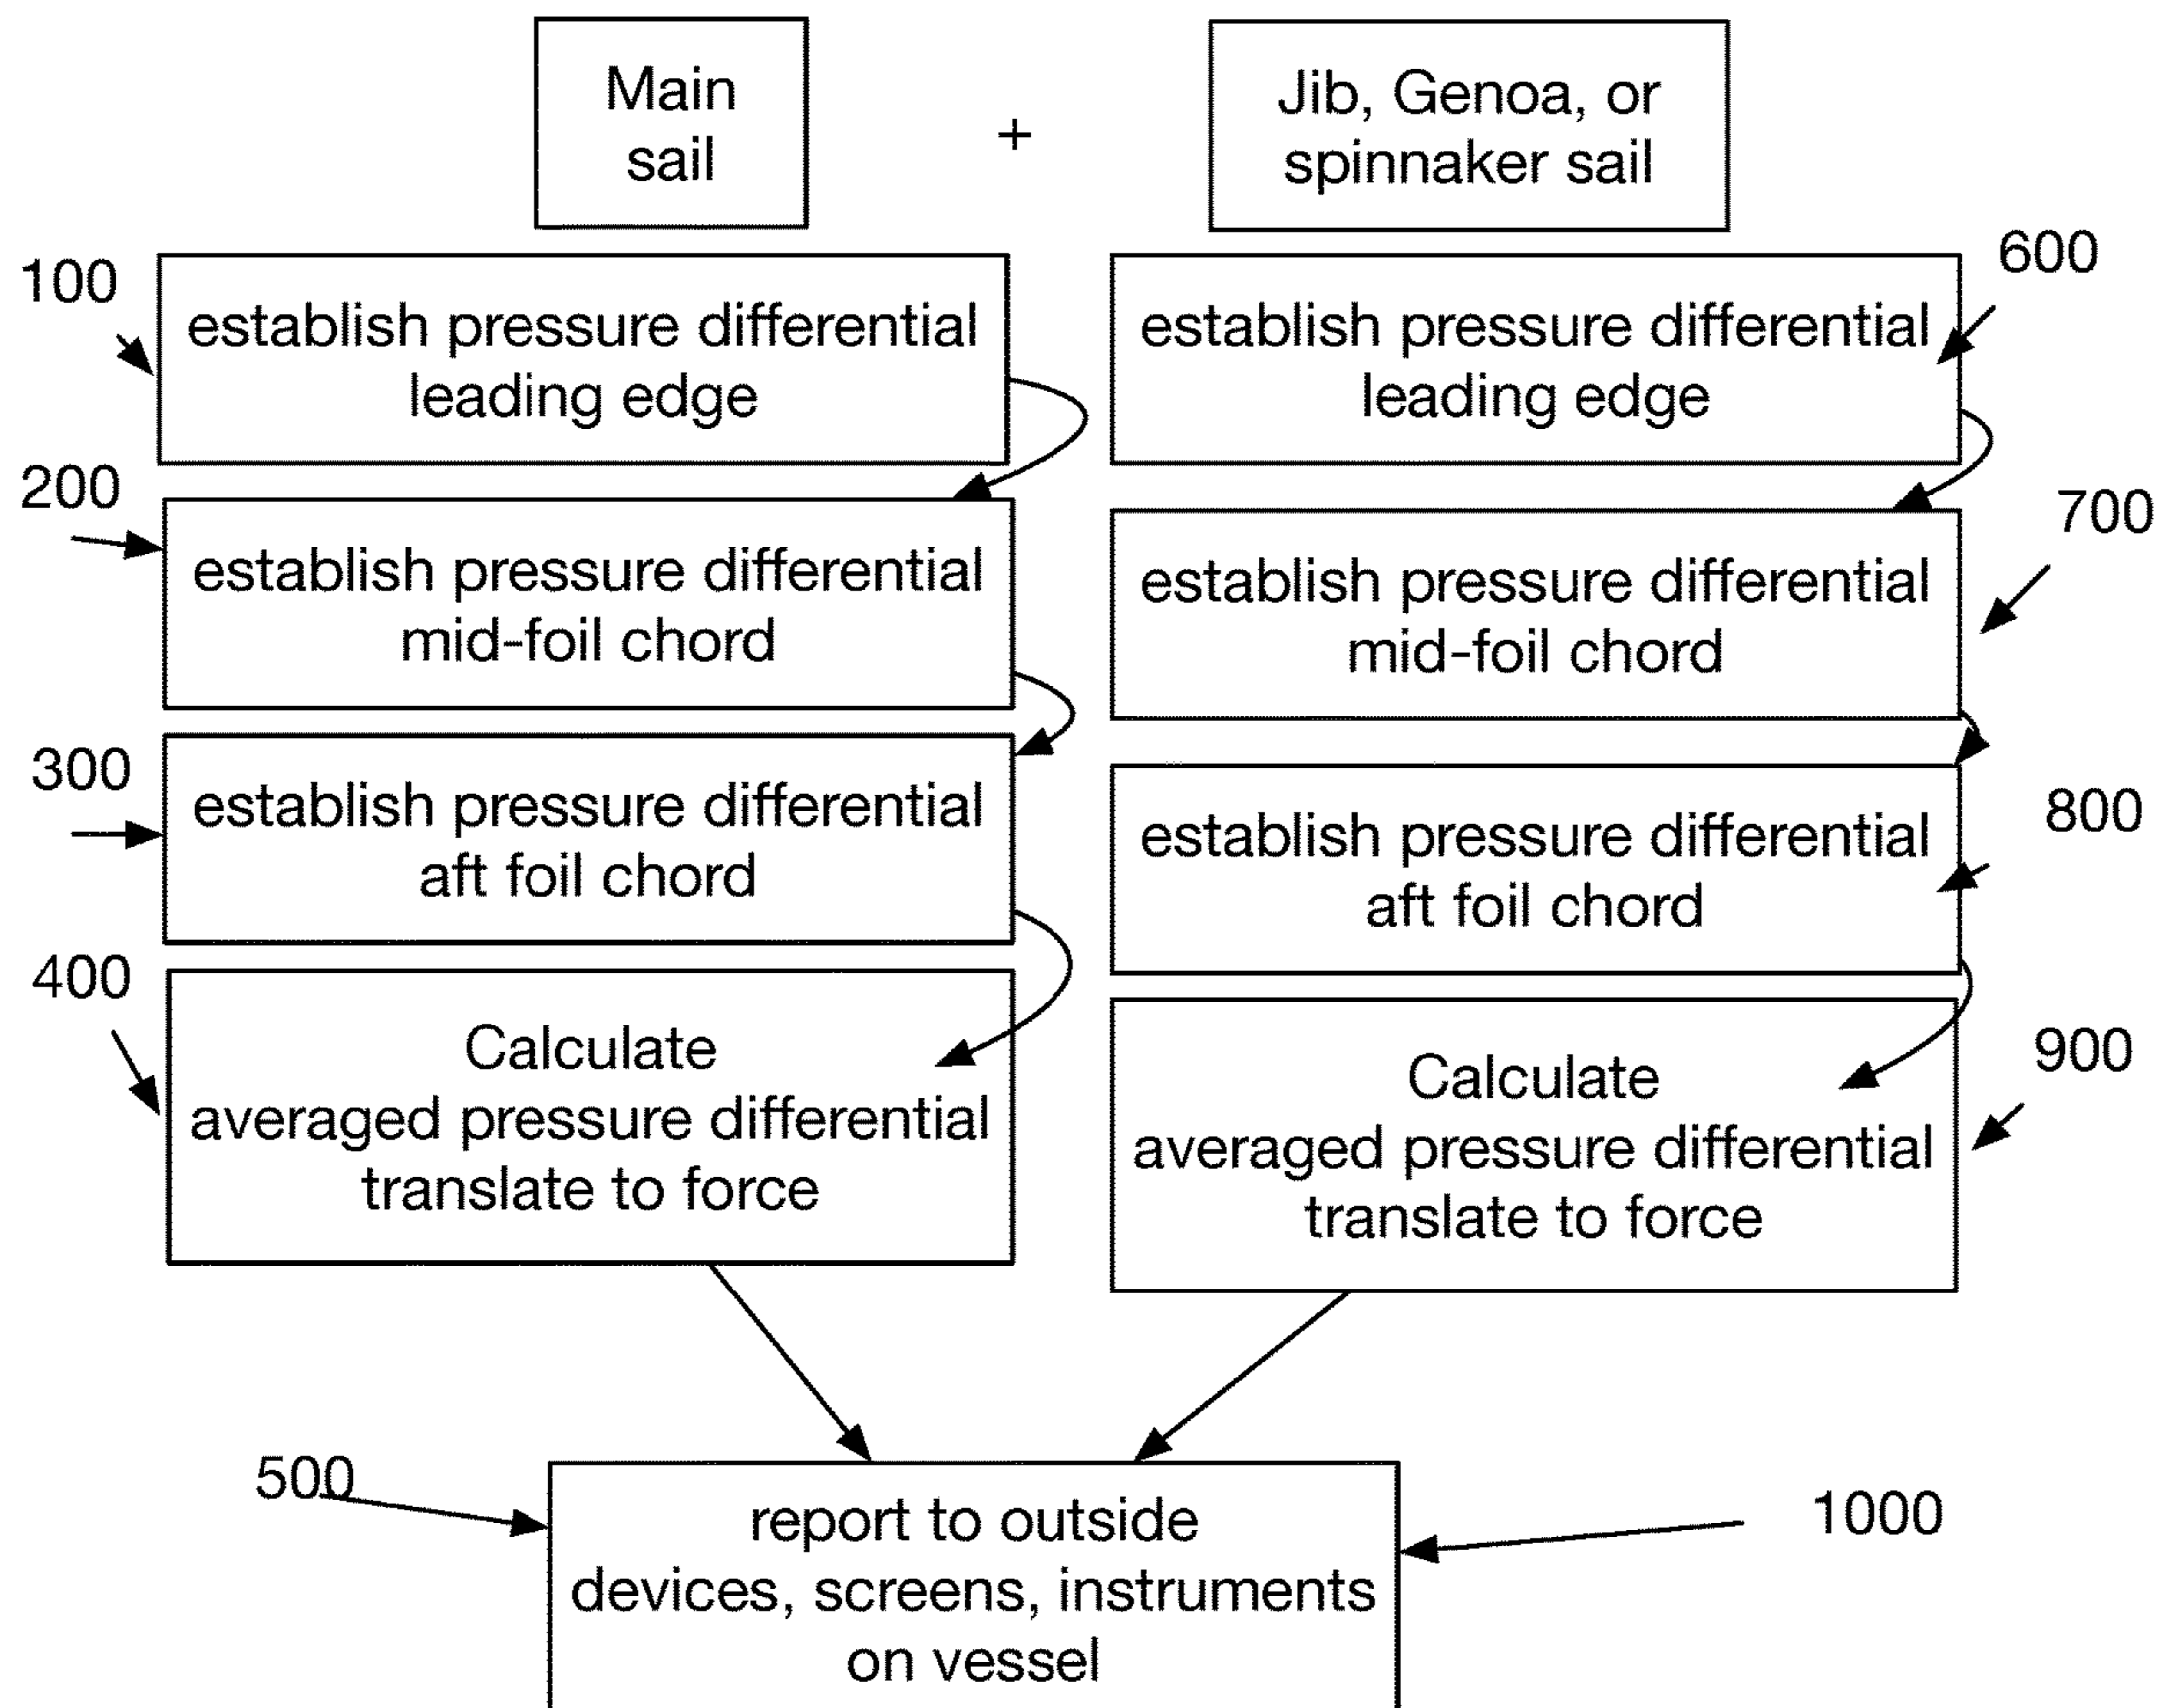 Main
sail
+
Jib, Genoa, or
spinnaker sail
100
establish pressure differential
leading edge
600
establish pressure differential
leading edge
200
establish pressure differential
mid-foil chord
700
establish pressure differential
mid-foil chord
300
establish pressure differential
aft foil chord
800
establish pressure differential
aft foil chord
400
Calculate
averaged pressure differential
translate to force
900
Calculate
averaged pressure differential
translate to force
500
report to outside
devices, screens, instruments
on vessel
1000